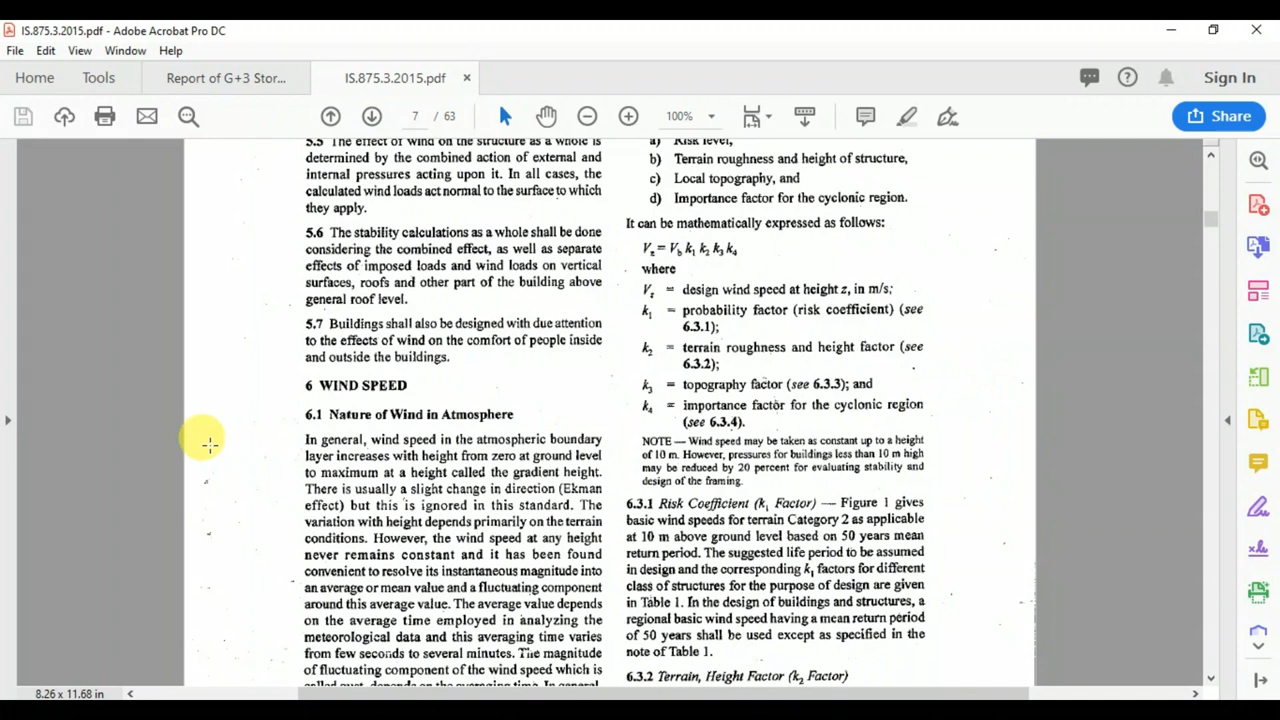 IS.875.3.2015.pdf - Adobe Acrobat Pro DC
File Edit View Window Help
Home Tools Report of G+3 Stor... IS.875.3.2015.pdf × Sign In
7 / 63 100% Share
5.5 The effect of wind on the structure as a whole is
determined by the combined action of external and
internal pressures acting upon it. In all cases, the
calculated wind loads act normal to the surface to which
they apply.
5.6 The stability calculations as a whole shall be done
considering the combined effect, as well as separate
effects of imposed loads and wind loads on vertical
surfaces, roofs and other part of the building above
general roof level.
5.7 Buildings shall also be designed with due attention
to the effects of wind on the comfort of people inside
and outside the buildings.
6 WIND SPEED
6.1 Nature of Wind in Atmosphere
In general, wind speed in the atmospheric boundary
layer increases with height from zero at ground level
to maximum at a height called the gradient height.
There is usually a slight change in direction (Ekman
effect) but this is ignored in this standard. The
variation with height depends primarily on the terrain
conditions. However, the wind speed at any height
never remains constant and it has been found
convenient to resolve its instantaneous magnitude into
an average or mean value and a fluctuating component
around this average value. The average value depends
on the average time employed in analyzing the
meteorological data and this averaging time varies
from few seconds to several minutes. The magnitude
of fluctuating component of the wind speed which is
called gust, depends on the averaging time. In general,
a) Risk level,
b) Terrain roughness and height of structure,
c) Local topography, and
d) Importance factor for the cyclonic region.
It can be mathematically expressed as follows:
Vz = Vb k1 k2 k3 k4
where
Vz = design wind speed at height z, in m/s;
k1 = probability factor (risk coefficient) (see
6.3.1);
k2 = terrain roughness and height factor (see
6.3.2);
k3 = topography factor (see 6.3.3); and
k4 = importance factor for the cyclonic region
(see 6.3.4).
NOTE — Wind speed may be taken as constant up to a height
of 10 m. However, pressures for buildings less than 10 m high
may be reduced by 20 percent for evaluating stability and
design of the framing.
6.3.1 Risk Coefficient (k1 Factor) — Figure 1 gives
basic wind speeds for terrain Category 2 as applicable
at 10 m above ground level based on 50 years mean
return period. The suggested life period to be assumed
in design and the corresponding k1 factors for different
class of structures for the purpose of design are given
in Table 1. In the design of buildings and structures, a
regional basic wind speed having a mean return period
of 50 years shall be used except as specified in the
note of Table 1.
6.3.2 Terrain, Height Factor (k2 Factor)
8.26 x 11.68 in